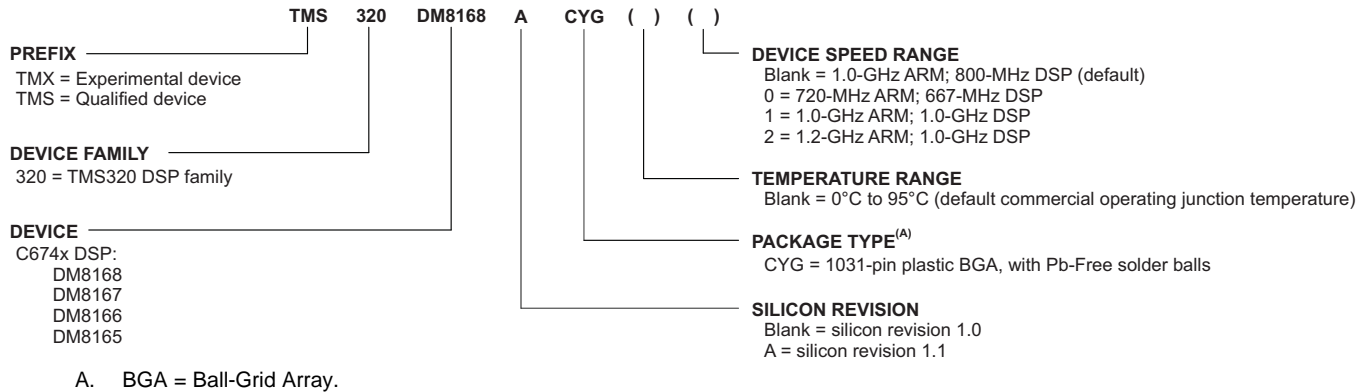 TMS 320 DM8168 A CYG ( ) ( )
PREFIX
TMX = Experimental device
TMS = Qualified device
DEVICE FAMILY
320 = TMS320 DSP family
DEVICE
C674x DSP:
DM8168
DM8167
DM8166
DM8165
DEVICE SPEED RANGE
Blank = 1.0-GHz ARM; 800-MHz DSP (default)
0 = 720-MHz ARM; 667-MHz DSP
1 = 1.0-GHz ARM; 1.0-GHz DSP
2 = 1.2-GHz ARM; 1.0-GHz DSP
TEMPERATURE RANGE
Blank = 0°C to 95°C (default commercial operating junction temperature)
PACKAGE TYPE(A)
CYG = 1031-pin plastic BGA, with Pb-Free solder balls
SILICON REVISION
Blank = silicon revision 1.0
A = silicon revision 1.1
A. BGA = Ball-Grid Array.